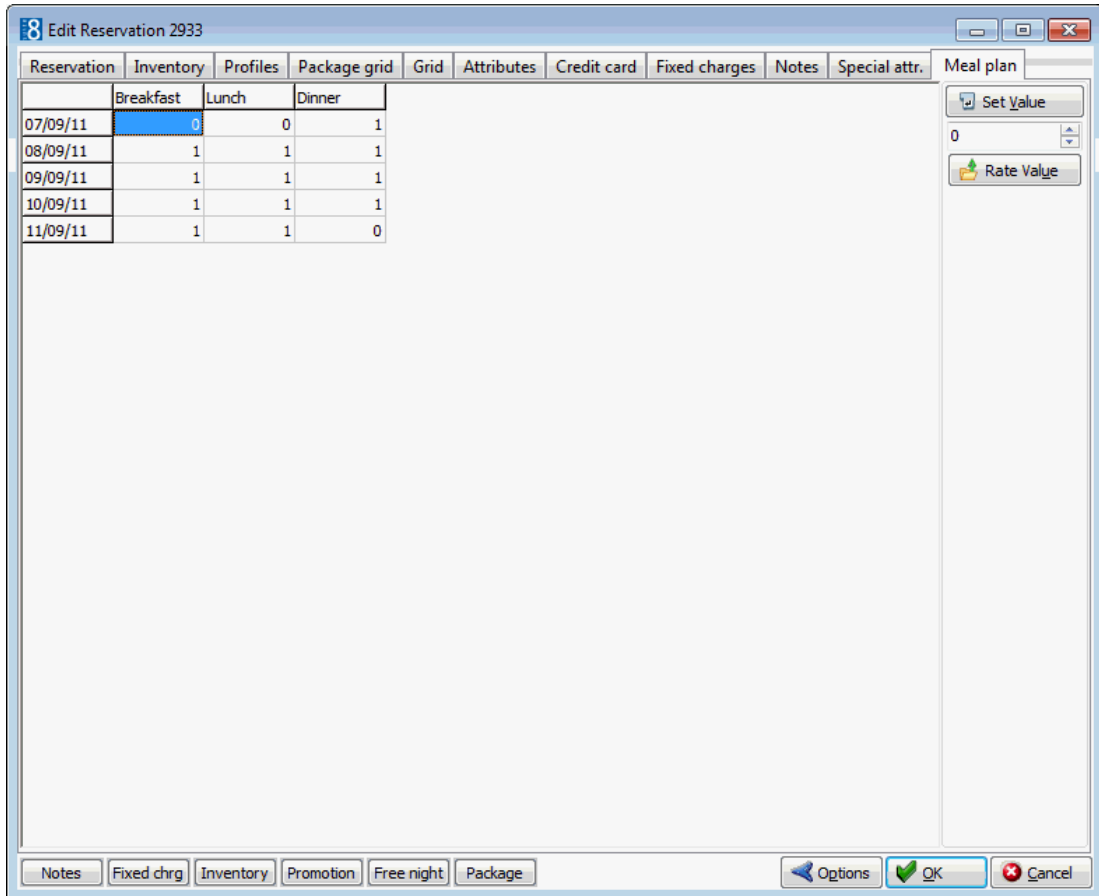 8 Edit Reservation 2933
Reservation Inventory Profiles Package grid Grid Attributes Credit card Fixed charges Notes Special attr. Meal plan
Breakfast Lunch Dinner
07/09/11 0 0 1
08/09/11 1 1 1
09/09/11 1 1 1
10/09/11 1 1 1
11/09/11 1 1 0
Set Value
0
Rate Value
Notes Fixed chrg Inventory Promotion Free night Package Options OK Cancel